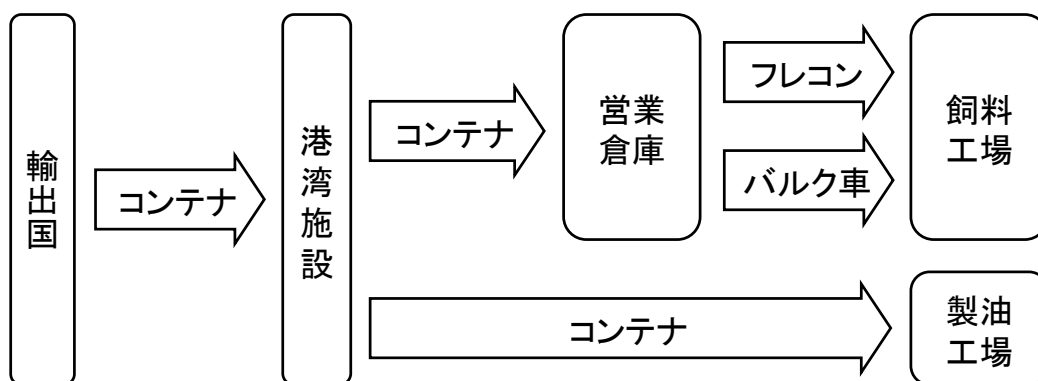 輸出国
コンテナ
港湾施設
コンテナ
営業
倉庫
フレコン
バルク車
飼料
工場
コンテナ
製油
工場